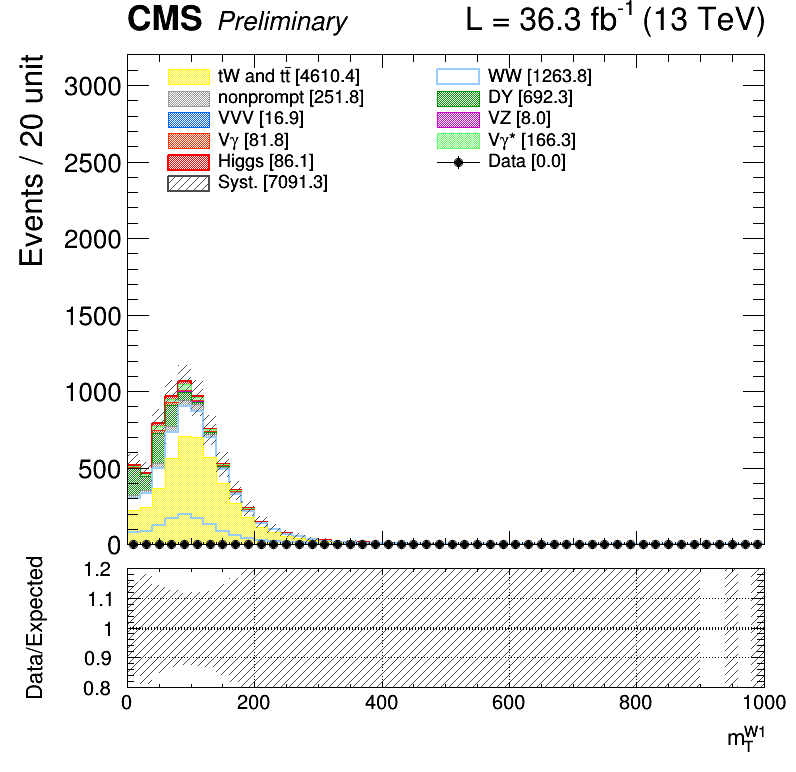 CMS Preliminary L = 36.3 fb⁻¹ (13 TeV)
Events / 20 unit
3000
2500
2000
1500
1000
500
0
tW and tt̄ [4610.4]
nonprompt [251.8]
VVV [16.9]
Vγ [81.8]
Higgs [86.1]
Syst. [7091.3]
WW [1263.8]
DY [692.3]
VZ [8.0]
Vγ* [166.3]
Data [0.0]
Data/Expected
1.2
1.1
1
0.9
0.8
0 200 400 600 800 1000
m_T^W1